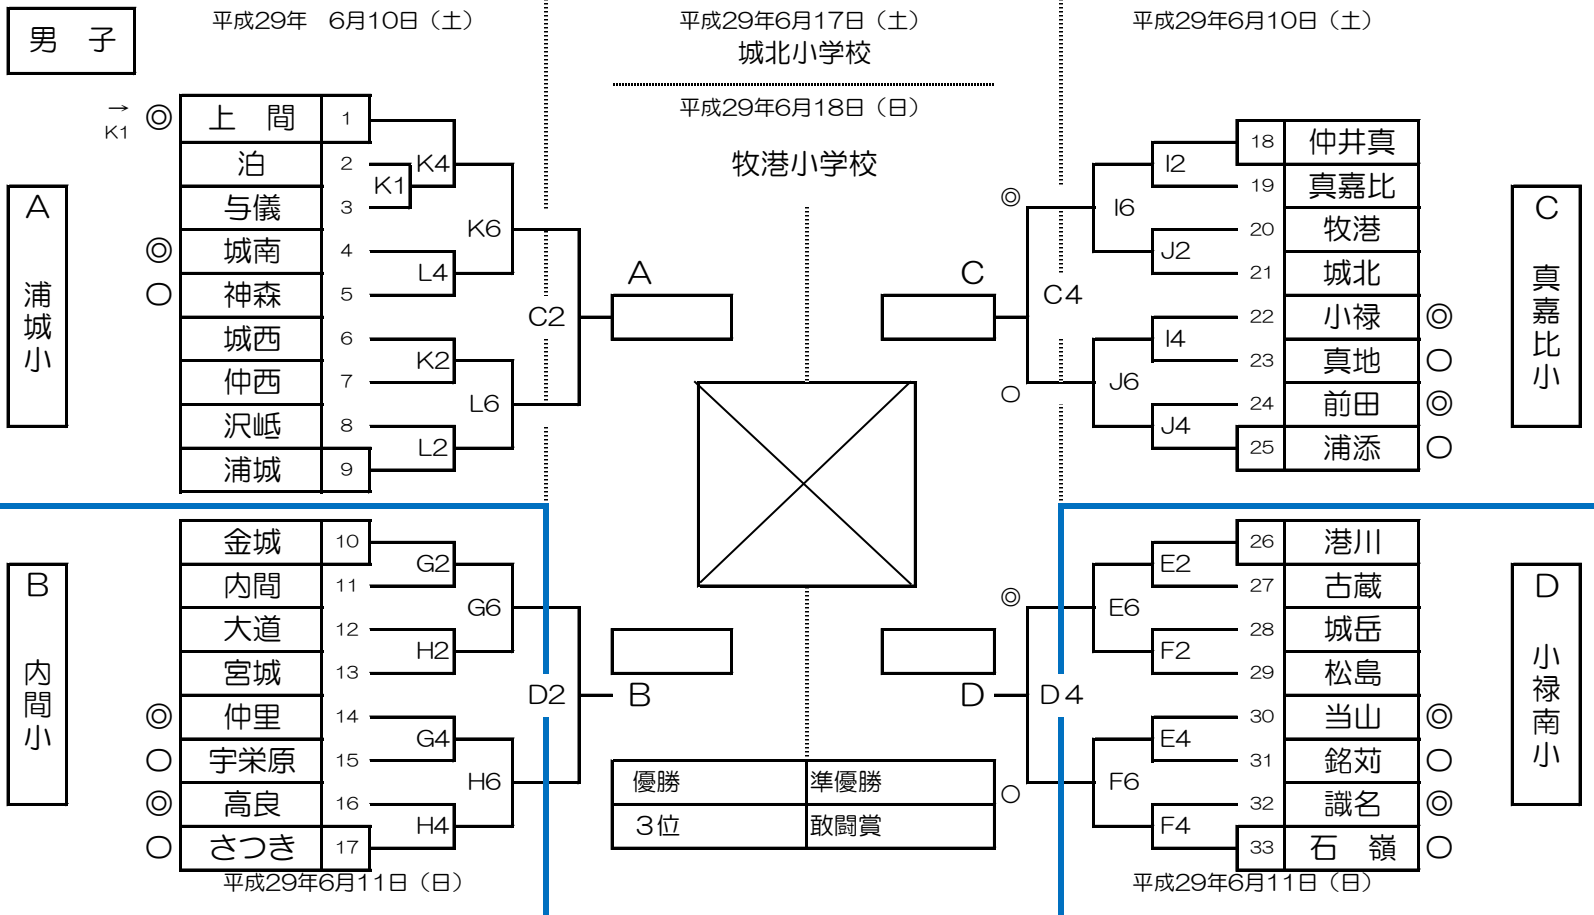 男　子
平成29年　6月10日（土）
平成29年6月17日（土）
城北小学校
平成29年6月18日（日）
牧港小学校
平成29年6月10日（土）
→
K1
◎ 上　間 1
泊 2
与儀 3
◎ 城南 4
○ 神森 5
城西 6
仲西 7
沢岻 8
浦城 9
K1
K4
L4
K2
L2
K6
L6
C2
A
A 浦城小
◎ 金城 10
内間 11
大道 12
宮城 13
◎ 仲里 14
○ 宇栄原 15
◎ 高良 16
○ さつき 17
G2
H2
G4
H4
G6
H6
D2
B
B 内間小
平成29年6月11日（日）
18 仲井真
19 真嘉比
20 牧港
21 城北
22 小禄 ◎
23 真地 ○
24 前田 ◎
25 浦添 ○
I2
J2
I4
J4
I6
J6
◎
○
C4
C
C 真嘉比小
26 港川
27 古蔵
28 城岳
29 松島
30 当山 ◎
31 銘苅 ○
32 識名 ◎
33 石　嶺 ○
E2
F2
E4
F4
E6
F6
◎
○
D4
D
D 小禄南小
平成29年6月11日（日）
優勝 準優勝
３位 敢闘賞